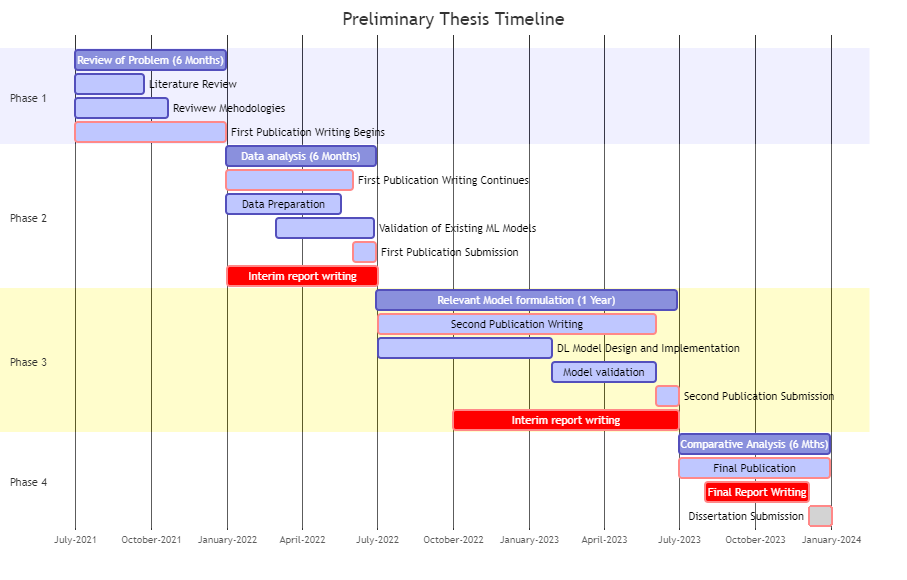 Preliminary Thesis Timeline
Phase 1
Review of Problem (6 Months)
Literature Review
Reviwew Mehodologies
First Publication Writing Begins
Phase 2
Data analysis (6 Months)
First Publication Writing Continues
Data Preparation
Validation of Existing ML Models
First Publication Submission
Interim report writing
Phase 3
Relevant Model formulation (1 Year)
Second Publication Writing
DL Model Design and Implementation
Model validation
Second Publication Submission
Interim report writing
Phase 4
Comparative Analysis (6 Mths)
Final Publication
Final Report Writing
Dissertation Submission
July-2021 October-2021 January-2022 April-2022 July-2022 October-2022 January-2023 April-2023 July-2023 October-2023 January-2024